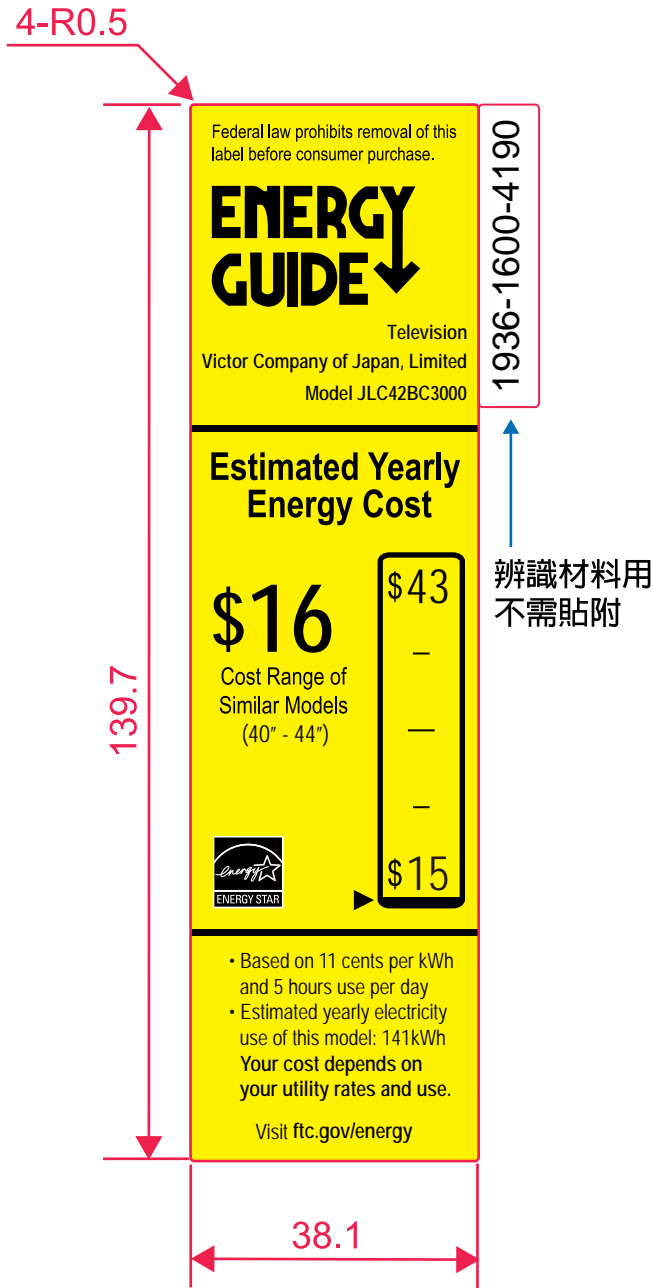 4-R0.5
Federal law prohibits removal of this
label before consumer purchase.
ENERGY
GUIDE
Television
Victor Company of Japan, Limited
Model JLC42BC3000
1936-1600-4190
辨識材料用
不需貼附
Estimated Yearly
Energy Cost
$16
Cost Range of
Similar Models
(40" - 44")
$43
$15
energy
ENERGY STAR
• Based on 11 cents per kWh
and 5 hours use per day
• Estimated yearly electricity
use of this model: 141kWh
Your cost depends on
your utility rates and use.
Visit ftc.gov/energy
139.7
38.1